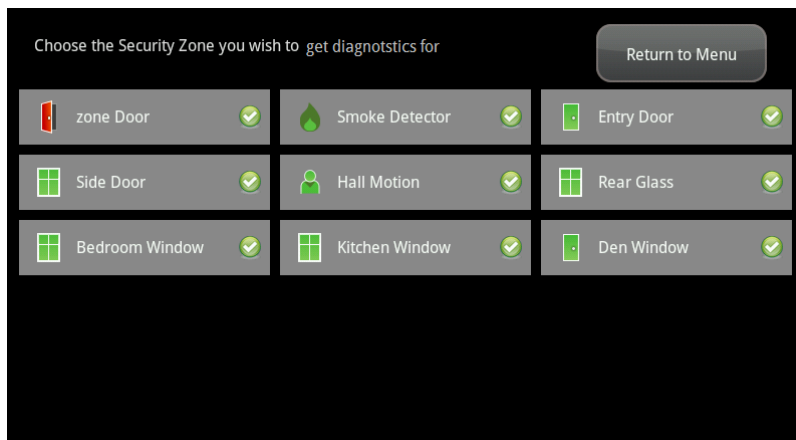 Choose the Security Zone you wish to get diagnotstics for
Return to Menu
zone Door
Smoke Detector
Entry Door
Side Door
Hall Motion
Rear Glass
Bedroom Window
Kitchen Window
Den Window